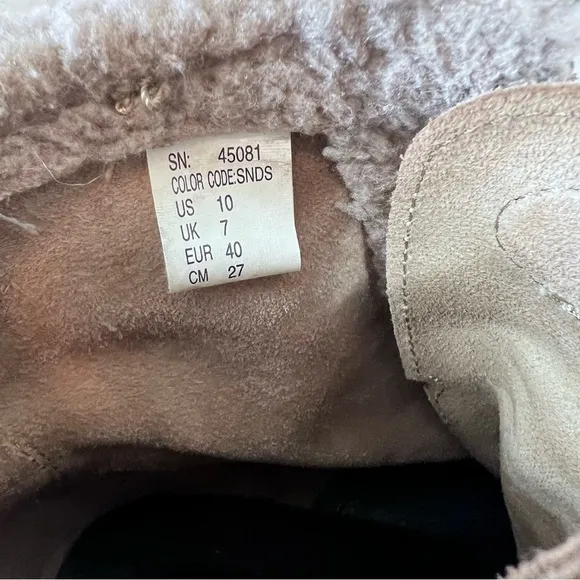 SN: 45081
COLOR CODE:SNDS
US 10
UK 7
EUR 40
CM 27